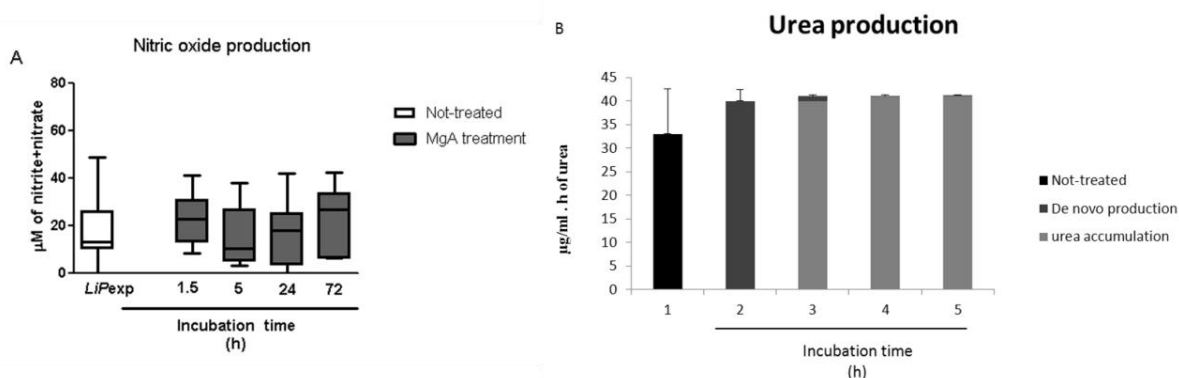 A
Nitric oxide production
µM of nitrite+nitrate
80
60
40
20
0
LiPexp
1.5
5
24
72
Incubation time
(h)
Not-treated
MgA treatment
B
Urea production
µg/ml . h of urea
45
40
35
30
25
20
15
10
5
0
1
2
3
4
5
Incubation time
(h)
Not-treated
De novo production
urea accumulation